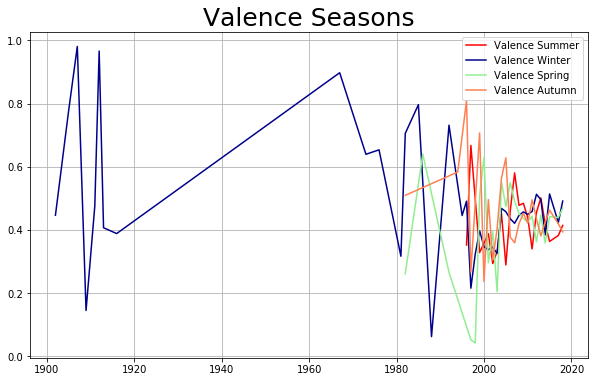 Valence Seasons
Valence Summer
Valence Winter
Valence Spring
Valence Autumn
1.0
0.8
0.6
0.4
0.2
0.0
1900 1920 1940 1960 1980 2000 2020